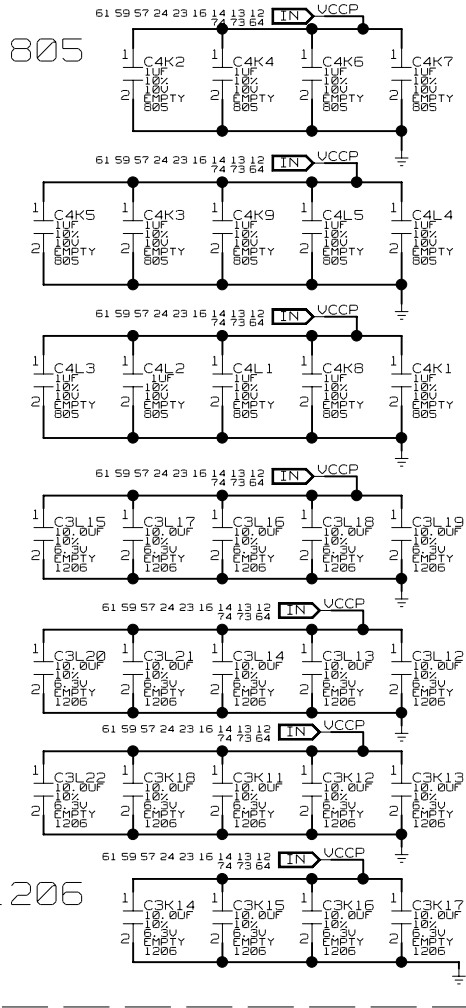 61 59 57 24 23 16 14 13 12 IN VCCP
74 73 64
805
1 C4K2 1 C4K4 1 C4K6 1 C4K7
1UF 1UF 1UF 1UF
10% 10% 10% 10%
2 10V 2 10V 2 10V 2 10V
EMPTY EMPTY EMPTY EMPTY
805 805 805 805
61 59 57 24 23 16 14 13 12 IN VCCP
74 73 64
1 C4K5 1 C4K3 1 C4K9 1 C4L5 1 C4L4
1UF 1UF 1UF 1UF 1UF
10% 10% 10% 10% 10%
2 10V 2 10V 2 10V 2 10V 2 10V
EMPTY EMPTY EMPTY EMPTY EMPTY
805 805 805 805 805
61 59 57 24 23 16 14 13 12 IN VCCP
74 73 64
1 C4L3 1 C4L2 1 C4L1 1 C4K8 1 C4K1
1UF 1UF 1UF 1UF 1UF
10% 10% 10% 10% 10%
2 10V 2 10V 2 10V 2 10V 2 10V
EMPTY EMPTY EMPTY EMPTY EMPTY
805 805 805 805 805
61 59 57 24 23 16 14 13 12 IN VCCP
74 73 64
1 C3L15 1 C3L17 1 C3L16 1 C3L18 1 C3L19
10.0UF 10.0UF 10.0UF 10.0UF 10.0UF
10% 10% 10% 10% 10%
2 6.3V 2 6.3V 2 6.3V 2 6.3V 2 6.3V
EMPTY EMPTY EMPTY EMPTY EMPTY
1206 1206 1206 1206 1206
61 59 57 24 23 16 14 13 12 IN VCCP
74 73 64
1 C3L20 1 C3L21 1 C3L14 1 C3L13 1 C3L12
10.0UF 10.0UF 10.0UF 10.0UF 10.0UF
10% 10% 10% 10% 10%
2 6.3V 2 6.3V 2 6.3V 2 6.3V 2 6.3V
EMPTY EMPTY EMPTY EMPTY EMPTY
1206 1206 1206 1206 1206
61 59 57 24 23 16 14 13 12 IN VCCP
74 73 64
1 C3L22 1 C3K18 1 C3K11 1 C3K12 1 C3K13
10.0UF 10.0UF 10.0UF 10.0UF 10.0UF
10% 10% 10% 10% 10%
2 6.3V 2 6.3V 2 6.3V 2 6.3V 2 6.3V
EMPTY EMPTY EMPTY EMPTY EMPTY
1206 1206 1206 1206 1206
61 59 57 24 23 16 14 13 12 IN VCCP
74 73 64
1206
1 C3K14 1 C3K15 1 C3K16 1 C3K17
10.0UF 10.0UF 10.0UF 10.0UF
10% 10% 10% 10%
2 6.3V 2 6.3V 2 6.3V 2 6.3V
EMPTY EMPTY EMPTY EMPTY
1206 1206 1206 1206